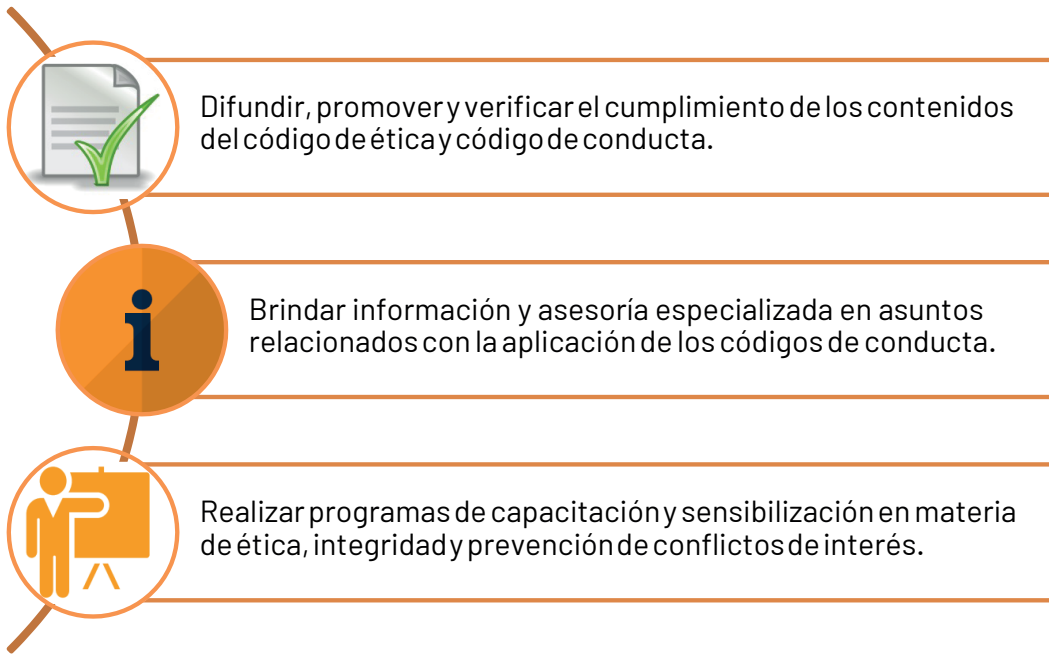 Difundir, promover y verificar el cumplimiento de los contenidos
del código de ética y código de conducta.
Brindar información y asesoría especializada en asuntos
relacionados con la aplicación de los códigos de conducta.
Realizar programas de capacitación y sensibilización en materia
de ética, integridad y prevención de conflictos de interés.